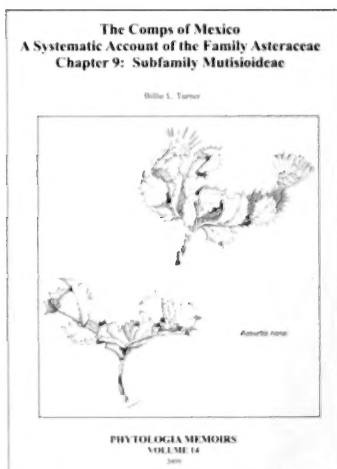 The Comps of Mexico
A Systematic Account of the Family Asteraceae
Chapter 9: Subfamily Mutisioideae
Billie L. Turner
nana
PHYTOLOGIA MEMOIRS
VOLUME 14
2009